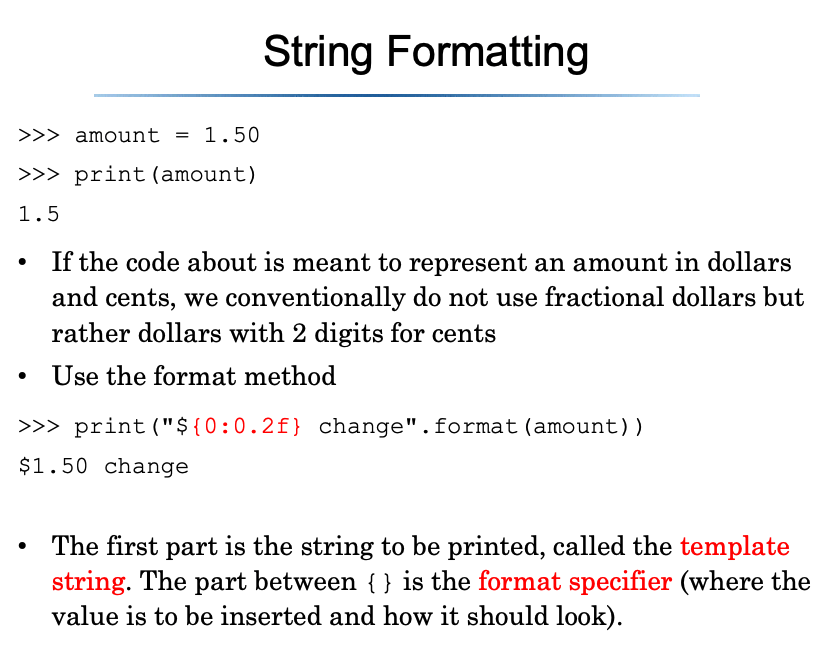 String Formatting
>>> amount = 1.50
>>> print(amount)
1.5
• If the code about is meant to represent an amount in dollars
and cents, we conventionally do not use fractional dollars but
rather dollars with 2 digits for cents
• Use the format method
>>> print("${0:0.2f} change".format(amount))
$1.50 change
• The first part is the string to be printed, called the template
string. The part between {} is the format specifier (where the
value is to be inserted and how it should look).